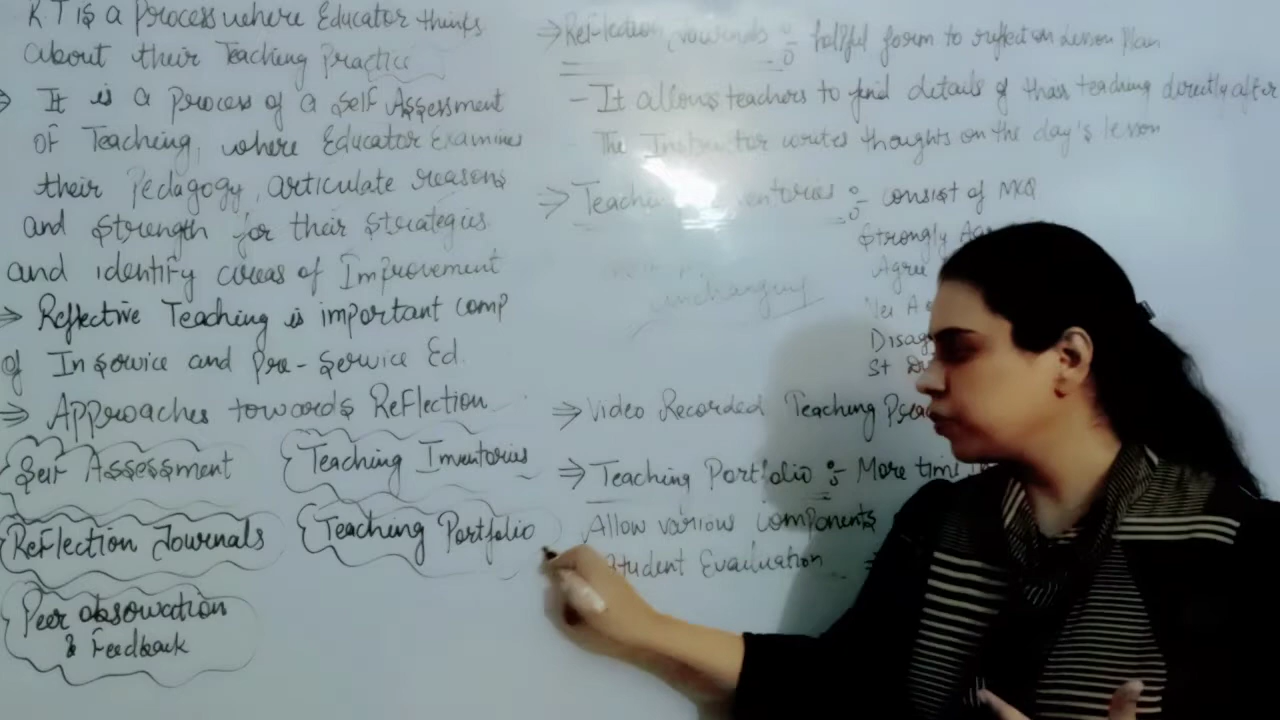 RT is a Process where Educator thinks
about their Teaching Practice
It is a Process of a Self Assessment
of Teaching, where Educator Examines
their Pedagogy, articulate reasons
and Strength for their Strategies
and identify areas of Improvement
⇒ Reflective Teaching is important comp
of Inservice and Pre-Service Ed.
⇒ Approaches towards Reflection
Self Assessment
Teaching Inventories
Reflection Journals
Teaching Portfolio
Peer observation
& Feedback
⇒ Reflection Journals :- helpful form to reflect on Lesson Plan
- It allows teachers to find details of their teaching directly after
The Instructor writes thoughts on the day's lesson
⇒ Teaching Inventories :- consist of MCQ
Strongly
Agree
Disag
St
⇒ Video Recorded Teaching
⇒ Teaching Portfolio :- More time
Allow various components
Student Evailuation